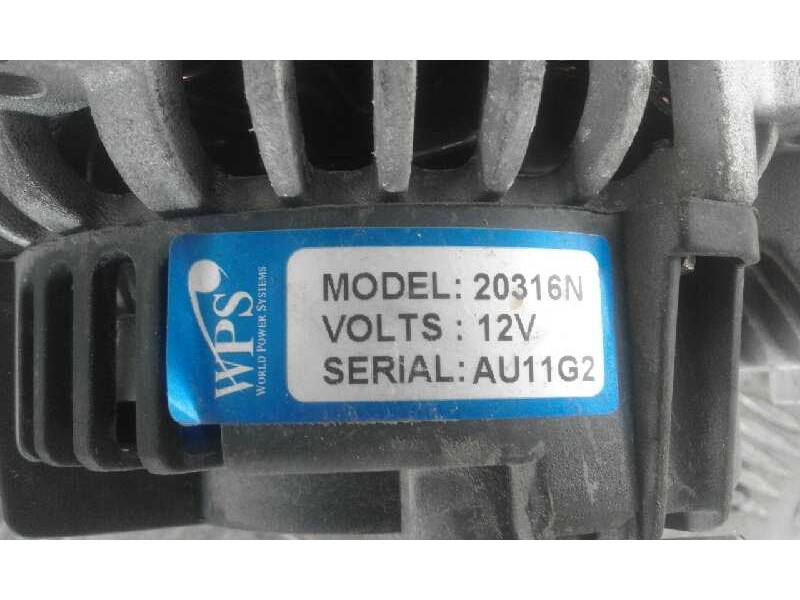 WPS
WORLD POWER SYSTEMS
MODEL: 20316N
VOLTS : 12V
SERIAL: AU11G2